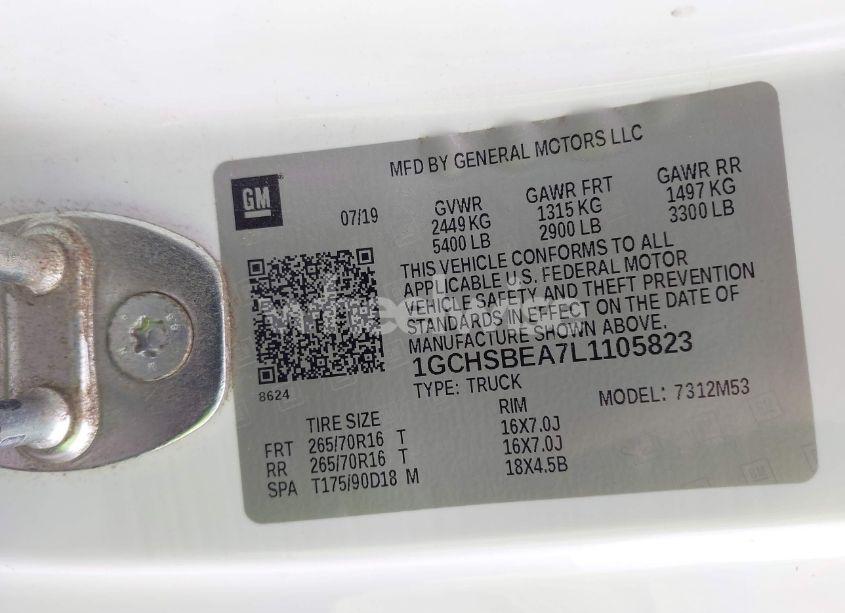 MFD BY GENERAL MOTORS LLC
GM
07/19
GVWR
2449 KG
5400 LB
GAWR FRT
1315 KG
2900 LB
GAWR RR
1497 KG
3300 LB
THIS VEHICLE CONFORMS TO ALL
APPLICABLE U.S. FEDERAL MOTOR
VEHICLE SAFETY AND THEFT PREVENTION
STANDARDS IN EFFECT ON THE DATE OF
MANUFACTURE SHOWN ABOVE.
1GCHSBEA7L1105823
8624
TYPE: TRUCK
MODEL: 7312M53
TIRE SIZE
RIM
FRT 265/70R16 T 16X7.0J
RR 265/70R16 T 16X7.0J
SPA T175/90D18 M 18X4.5B
GM